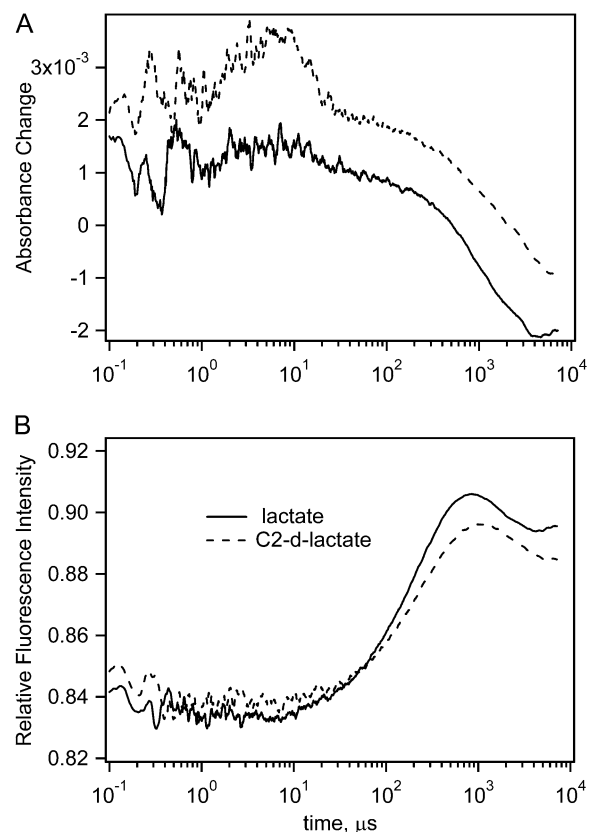 A
3x10⁻³
2
1
0
-1
-2
Absorbance Change
10⁻¹ 10⁰ 10¹ 10² 10³ 10⁴
B
0.92
0.90
0.88
0.86
0.84
0.82
Relative Fluorescence Intensity
lactate
C2-d-lactate
10⁻¹ 10⁰ 10¹ 10² 10³ 10⁴
time, μs